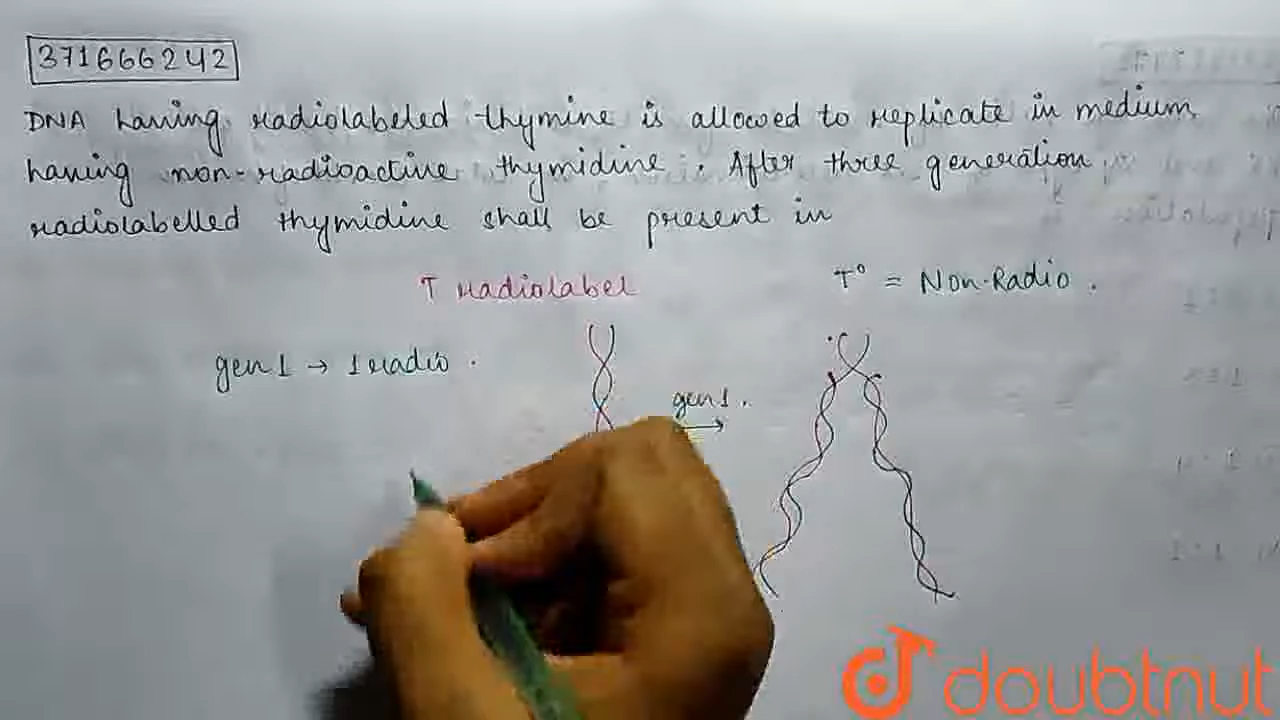 371666242
DNA having radiolabeled thymine is allowed to replicate in medium
having non-radioactive thymidine. After three generation
radiolabelled thymidine shall be present in
T radiolabel
T° = Non-Radio.
gen 1 → 1 radio.
gen 1.
doubtnut